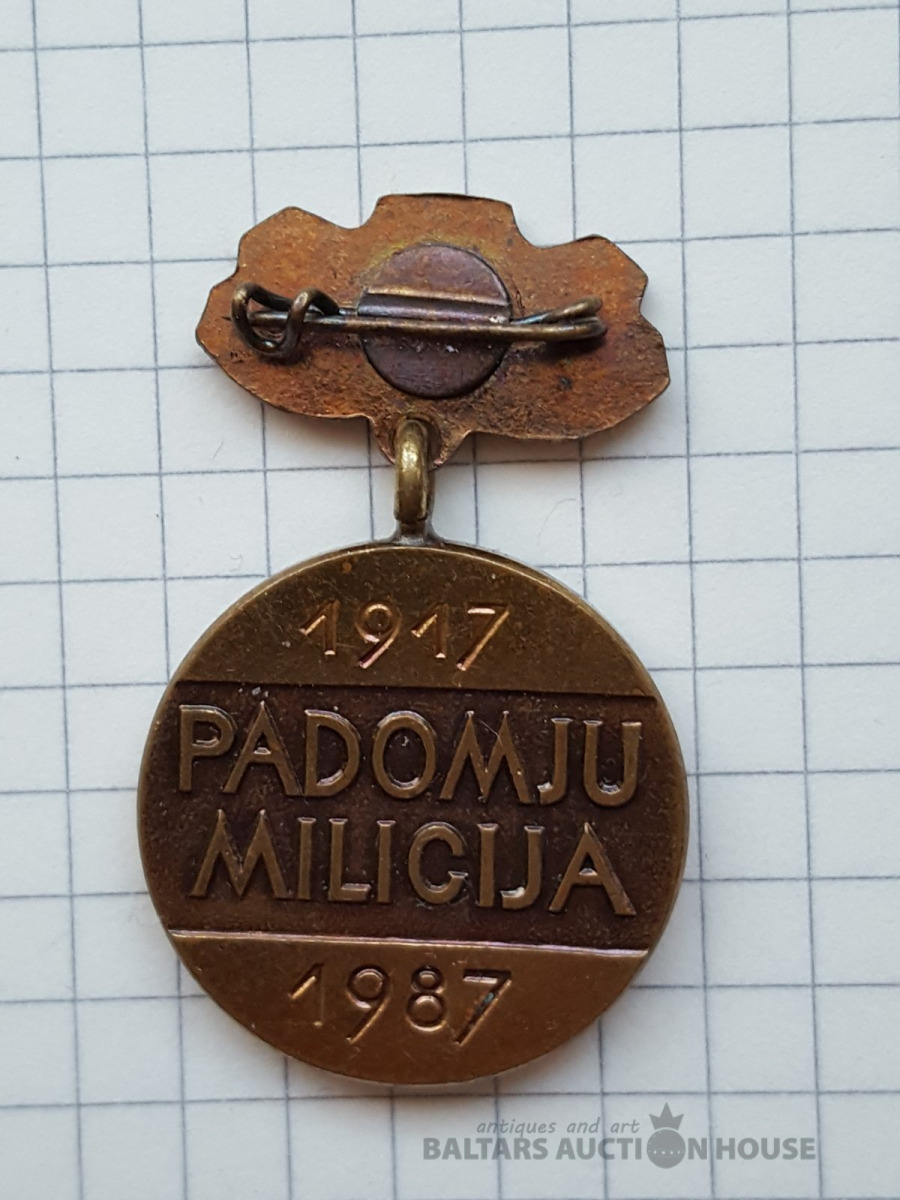 1917
PADOMJU
MILICIJA
1987
antiques and art
BALTARS AUCTION HOUSE